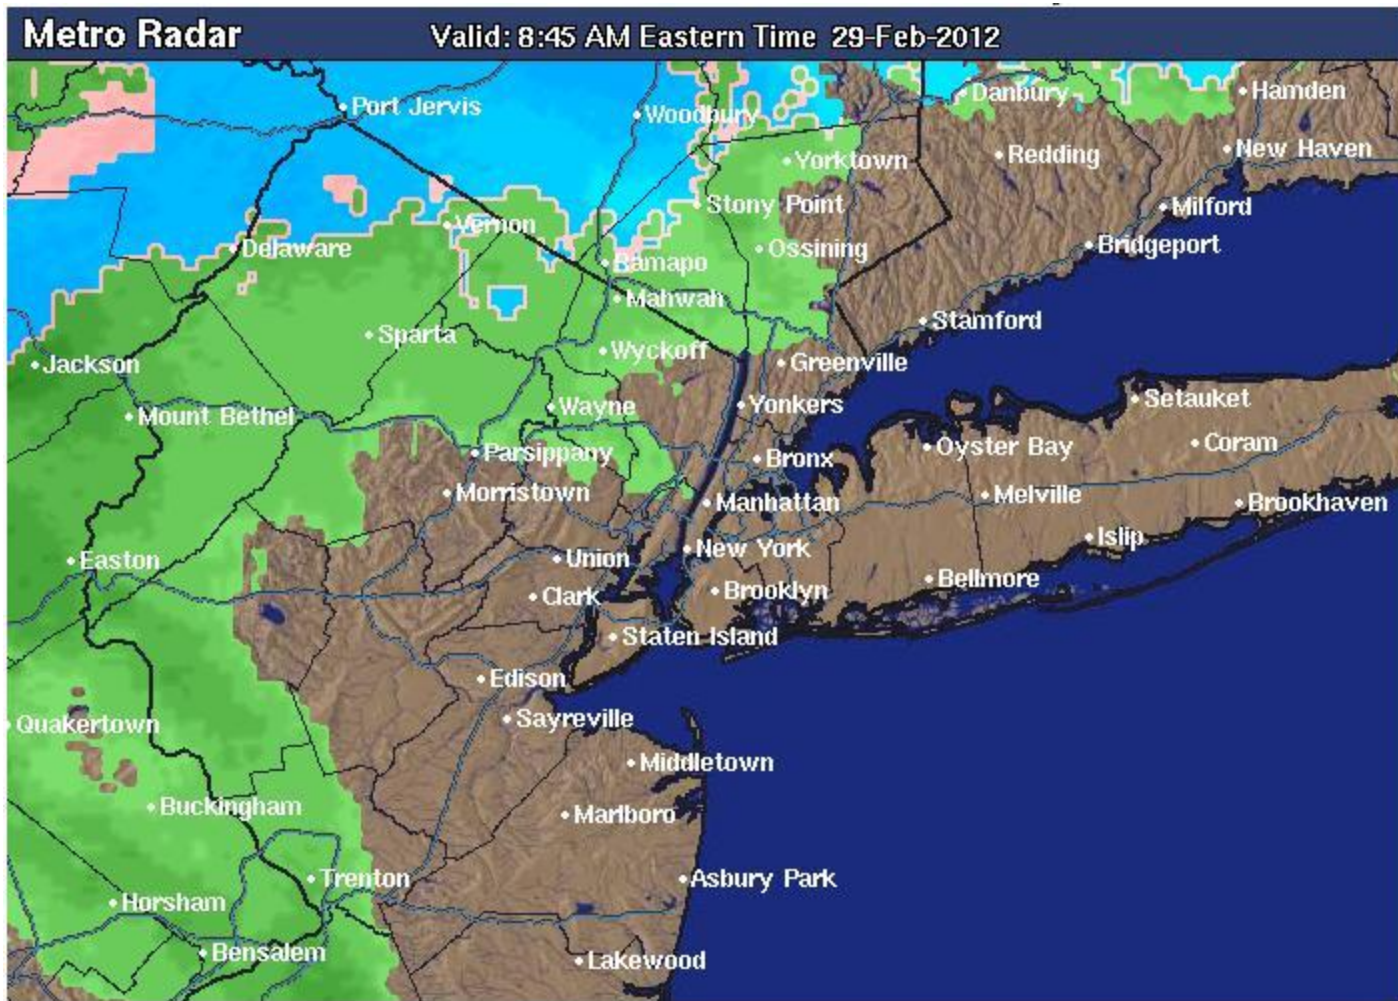 Metro Radar Valid: 8:45 AM Eastern Time 29-Feb-2012
Port Jervis
Woodbury
Danbury
Hamden
Yorktown
Redding
New Haven
Stony Point
Milford
Vernon
Delaware
Ossining
Bridgeport
Ramapo
Mahwah
Stamford
Sparta
Wyckoff
Greenville
Jackson
Mount Bethel
Wayne
Yonkers
Setauket
Parsippany
Bronx
Oyster Bay
Coram
Morristown
Manhattan
Melville
Brookhaven
Easton
Union
New York
Islip
Clark
Brooklyn
Bellmore
Staten Island
Edison
Quakertown
Sayreville
Middletown
Buckingham
Marlboro
Trenton
Asbury Park
Horsham
Bensalem
Lakewood